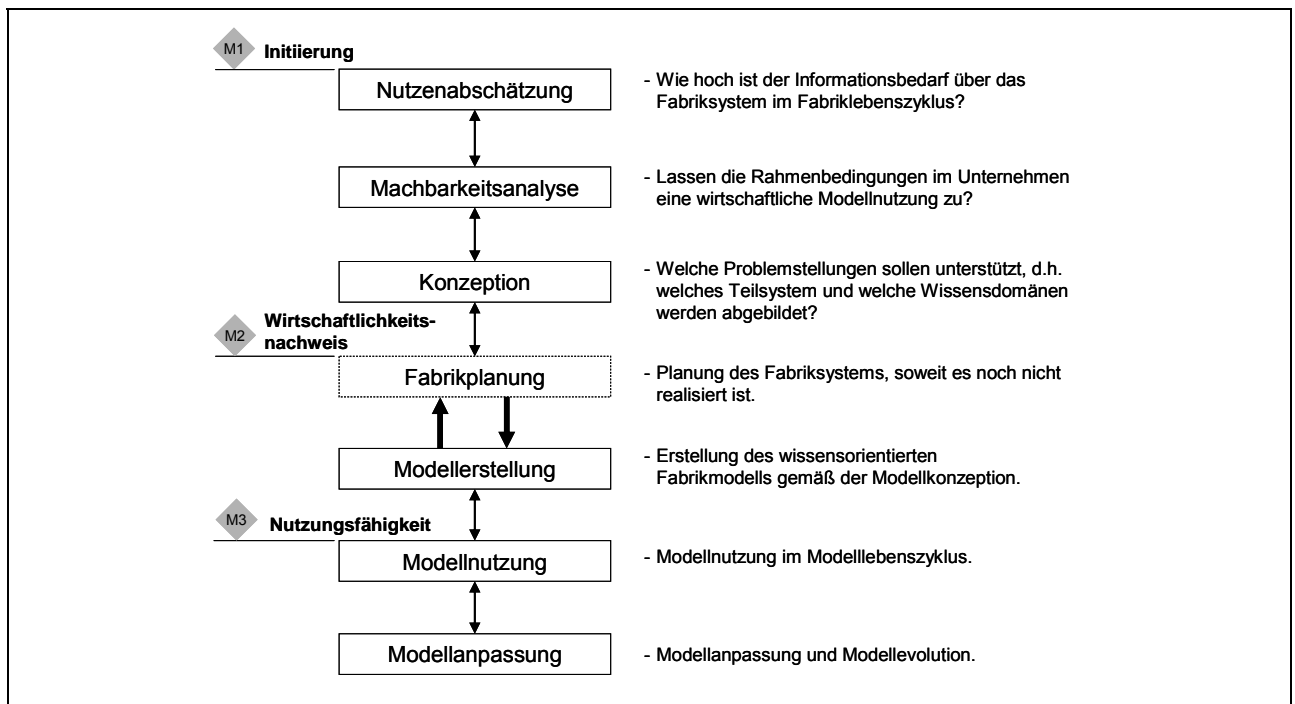 M1 Initiierung
Nutzenabschätzung
- Wie hoch ist der Informationsbedarf über das
Fabriksystem im Fabriklebenszyklus?
Machbarkeitsanalyse
- Lassen die Rahmenbedingungen im Unternehmen
eine wirtschaftliche Modellnutzung zu?
Konzeption
- Welche Problemstellungen sollen unterstützt, d.h.
welches Teilsystem und welche Wissensdomänen
werden abgebildet?
M2 Wirtschaftlichkeits-
nachweis
Fabrikplanung
- Planung des Fabriksystems, soweit es noch nicht
realisiert ist.
Modellerstellung
- Erstellung des wissensorientierten
Fabrikmodells gemäß der Modellkonzeption.
M3 Nutzungsfähigkeit
Modellnutzung
- Modellnutzung im Modelllebenszyklus.
Modellanpassung
- Modellanpassung und Modellevolution.